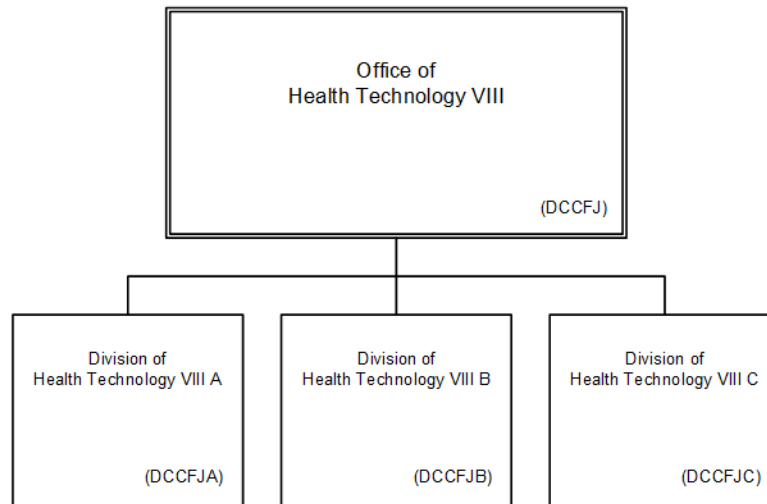 Office of
Health Technology VIII
(DCCFJ)
Division of
Health Technology VIII A
(DCCFJA)
Division of
Health Technology VIII B
(DCCFJB)
Division of
Health Technology VIII C
(DCCFJC)